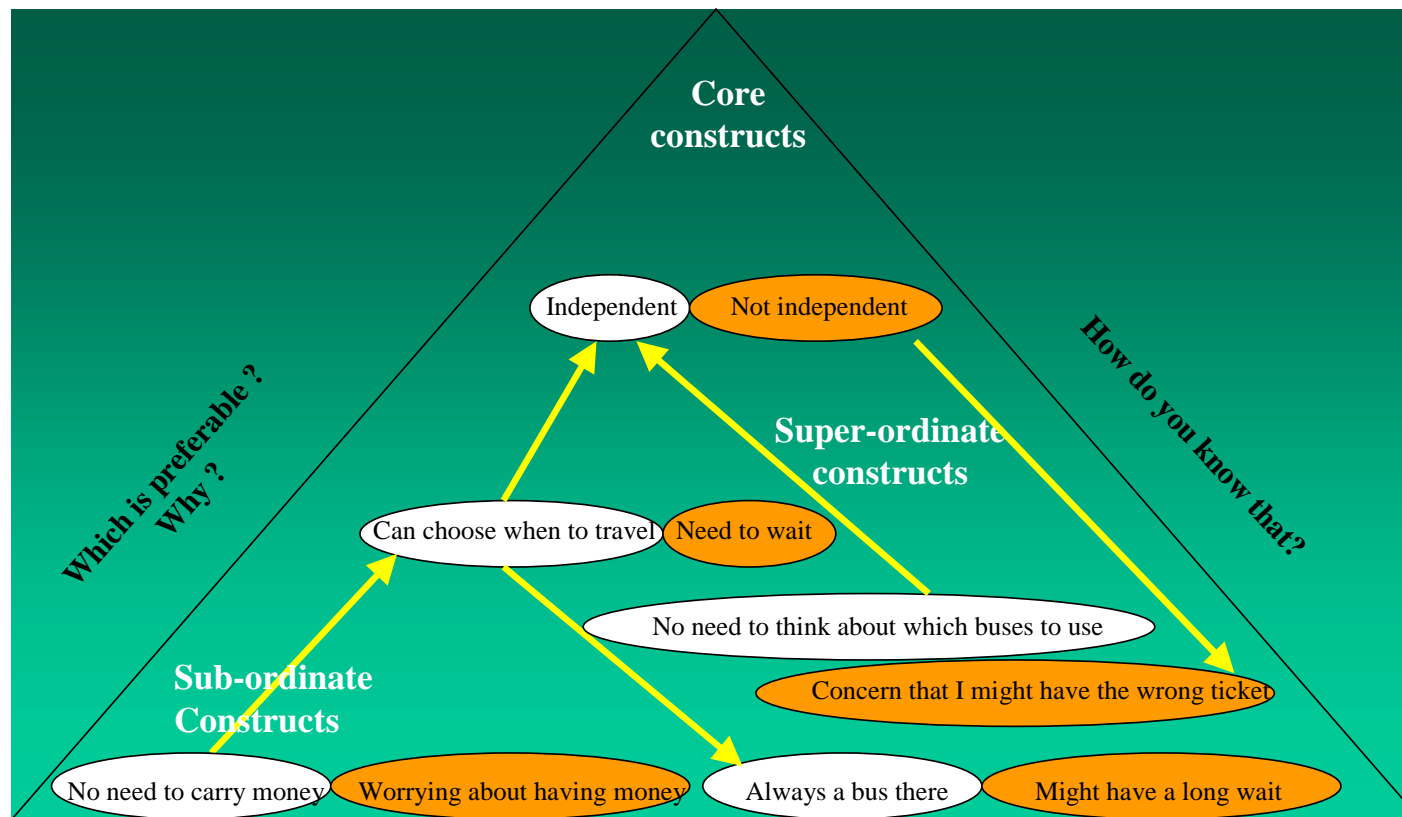 Core
constructs
Independent
Not independent
Which is preferable ?
Why ?
How do you know that?
Super-ordinate
constructs
Can choose when to travel
Need to wait
No need to think about which buses to use
Sub-ordinate
Constructs
Concern that I might have the wrong ticket
No need to carry money
Worrying about having money
Always a bus there
Might have a long wait